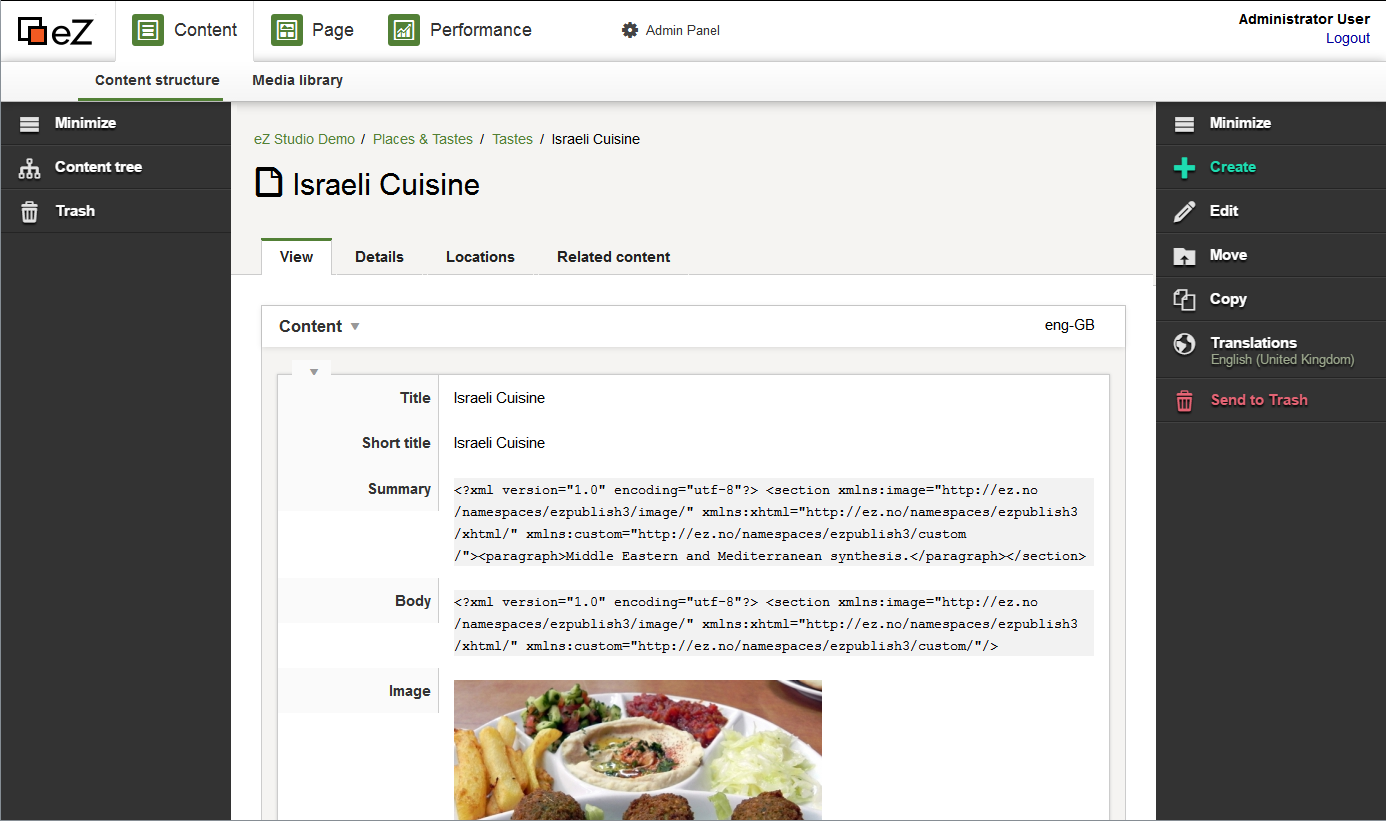 eZ
Content
Page
Performance
Admin Panel
Administrator User
Logout
Content structure
Media library
Minimize
Content tree
Trash
eZ Studio Demo / Places & Tastes / Tastes / Israeli Cuisine
Israeli Cuisine
View
Details
Locations
Related content
Content
eng-GB
Title
Israeli Cuisine
Short title
Israeli Cuisine
Summary
<?xml version="1.0" encoding="utf-8"?> <section xmlns:image="http://ez.no
/namespaces/ezpublish3/image/" xmlns:xhtml="http://ez.no/namespaces/ezpublish3
/xhtml/" xmlns:custom="http://ez.no/namespaces/ezpublish3/custom
/"><paragraph>Middle Eastern and Mediterranean synthesis.</paragraph></section>
Body
<?xml version="1.0" encoding="utf-8"?> <section xmlns:image="http://ez.no
/namespaces/ezpublish3/image/" xmlns:xhtml="http://ez.no/namespaces/ezpublish3
/xhtml/" xmlns:custom="http://ez.no/namespaces/ezpublish3/custom/"/>
Image
Minimize
Create
Edit
Move
Copy
Translations
English (United Kingdom)
Send to Trash